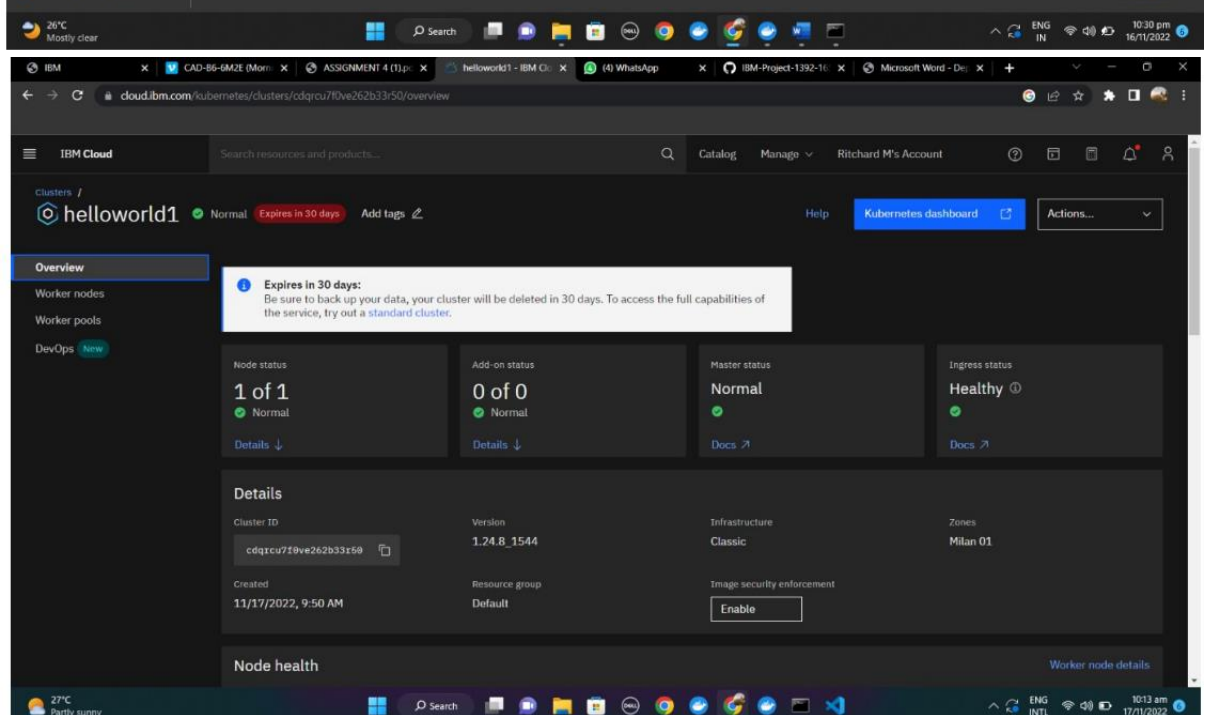 26°C
Mostly clear
Search
ENG
IN
10:30 pm
16/11/2022
6
IBM
CAD-B6-6M2E (Morn
ASSIGNMENT 4 (1).p
helloworld1 - IBM Clo
(4) WhatsApp
IBM-Project-1392-16
Microsoft Word - De
cloud.ibm.com/kubernetes/clusters/cdqrcu7f0ve262b33r50/overview
IBM Cloud
Search resources and products...
Catalog
Manage
Ritchard M's Account
Clusters /
helloworld1
Normal
Expires in 30 days
Add tags
Help
Kubernetes dashboard
Actions...
Overview
Worker nodes
Worker pools
DevOps New
Expires in 30 days:
Be sure to back up your data, your cluster will be deleted in 30 days. To access the full capabilities of
the service, try out a standard cluster.
Node status
1 of 1
Normal
Details ↓
Add-on status
0 of 0
Normal
Details ↓
Master status
Normal
Docs ↗
Ingress status
Healthy
Docs ↗
Details
Cluster ID
cdqrcu7f0ve262b33r50
Version
1.24.8_1544
Infrastructure
Classic
Zones
Milan 01
Created
11/17/2022, 9:50 AM
Resource group
Default
Image security enforcement
Enable
Node health
Worker node details
27°C
Partly sunny
Search
ENG
INTL
10:13 am
17/11/2022
6